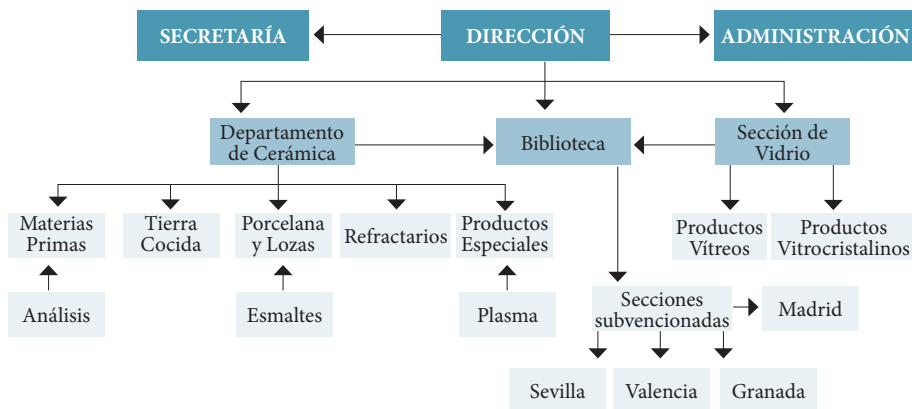 SECRETARÍA
DIRECCIÓN
ADMINISTRACIÓN
Departamento
de Cerámica
Biblioteca
Sección de
Vidrio
Materias
Primas
Tierra
Cocida
Porcelana
y Lozas
Refractarios
Productos
Especiales
Productos
Vítreos
Productos
Vitrocristalinos
Análisis
Esmaltes
Plasma
Secciones
subvencionadas
Madrid
Sevilla
Valencia
Granada